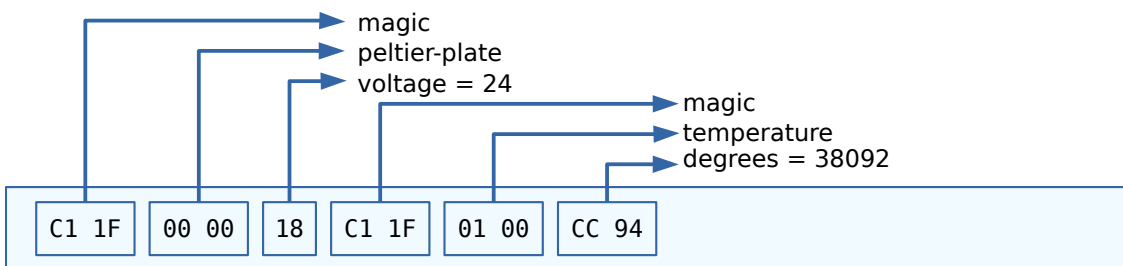 magic
peltier-plate
voltage = 24
magic
temperature
degrees = 38092
C1 1F 00 00 18 C1 1F 01 00 CC 94